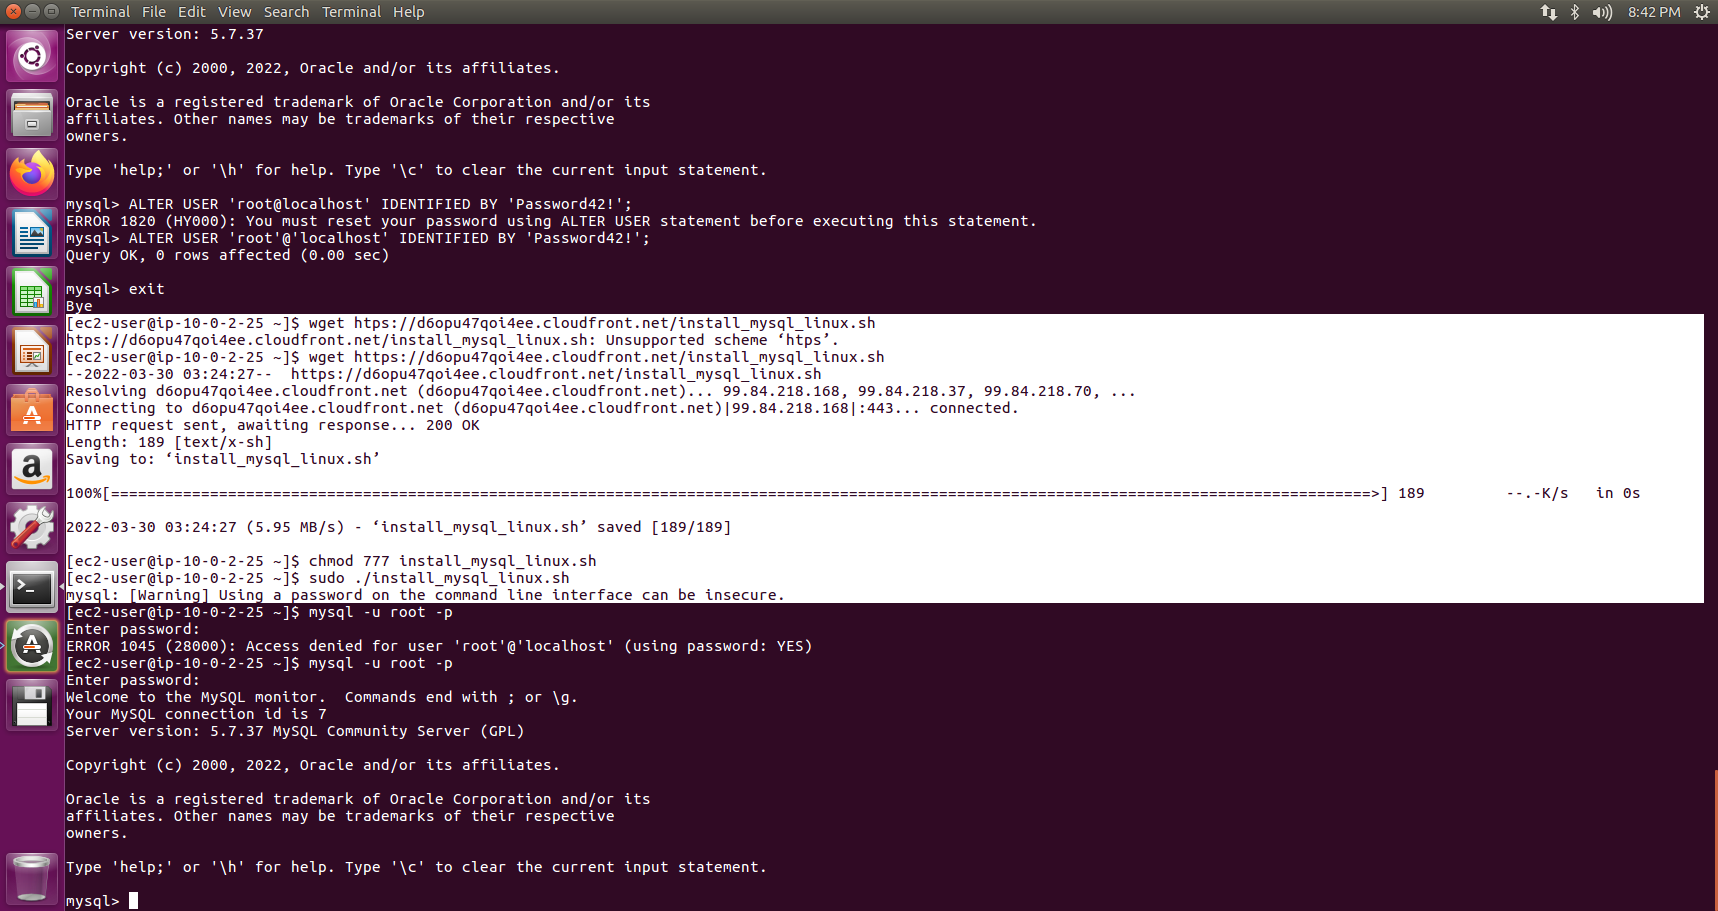 Terminal File Edit View Search Terminal Help 8:42 PM
Server version: 5.7.37
Copyright (c) 2000, 2022, Oracle and/or its affiliates.
Oracle is a registered trademark of Oracle Corporation and/or its
affiliates. Other names may be trademarks of their respective
owners.
Type 'help;' or '\h' for help. Type '\c' to clear the current input statement.
mysql> ALTER USER 'root@localhost' IDENTIFIED BY 'Password42!';
ERROR 1820 (HY000): You must reset your password using ALTER USER statement before executing this statement.
mysql> ALTER USER 'root'@'localhost' IDENTIFIED BY 'Password42!';
Query OK, 0 rows affected (0.00 sec)
mysql> exit
Bye
[ec2-user@ip-10-0-2-25 ~]$ wget htps://d6opu47qoi4ee.cloudfront.net/install_mysql_linux.sh
htps://d6opu47qoi4ee.cloudfront.net/install_mysql_linux.sh: Unsupported scheme ‘htps’.
[ec2-user@ip-10-0-2-25 ~]$ wget https://d6opu47qoi4ee.cloudfront.net/install_mysql_linux.sh
--2022-03-30 03:24:27--  https://d6opu47qoi4ee.cloudfront.net/install_mysql_linux.sh
Resolving d6opu47qoi4ee.cloudfront.net (d6opu47qoi4ee.cloudfront.net)... 99.84.218.168, 99.84.218.37, 99.84.218.70, ...
Connecting to d6opu47qoi4ee.cloudfront.net (d6opu47qoi4ee.cloudfront.net)|99.84.218.168|:443... connected.
HTTP request sent, awaiting response... 200 OK
Length: 189 [text/x-sh]
Saving to: ‘install_mysql_linux.sh’
100%[============================================================================================================================================>] 189         --.-K/s   in 0s
2022-03-30 03:24:27 (5.95 MB/s) - ‘install_mysql_linux.sh’ saved [189/189]
[ec2-user@ip-10-0-2-25 ~]$ chmod 777 install_mysql_linux.sh
[ec2-user@ip-10-0-2-25 ~]$ sudo ./install_mysql_linux.sh
mysql: [Warning] Using a password on the command line interface can be insecure.
[ec2-user@ip-10-0-2-25 ~]$ mysql -u root -p
Enter password:
ERROR 1045 (28000): Access denied for user 'root'@'localhost' (using password: YES)
[ec2-user@ip-10-0-2-25 ~]$ mysql -u root -p
Enter password:
Welcome to the MySQL monitor.  Commands end with ; or \g.
Your MySQL connection id is 7
Server version: 5.7.37 MySQL Community Server (GPL)
Copyright (c) 2000, 2022, Oracle and/or its affiliates.
Oracle is a registered trademark of Oracle Corporation and/or its
affiliates. Other names may be trademarks of their respective
owners.
Type 'help;' or '\h' for help. Type '\c' to clear the current input statement.
mysql>